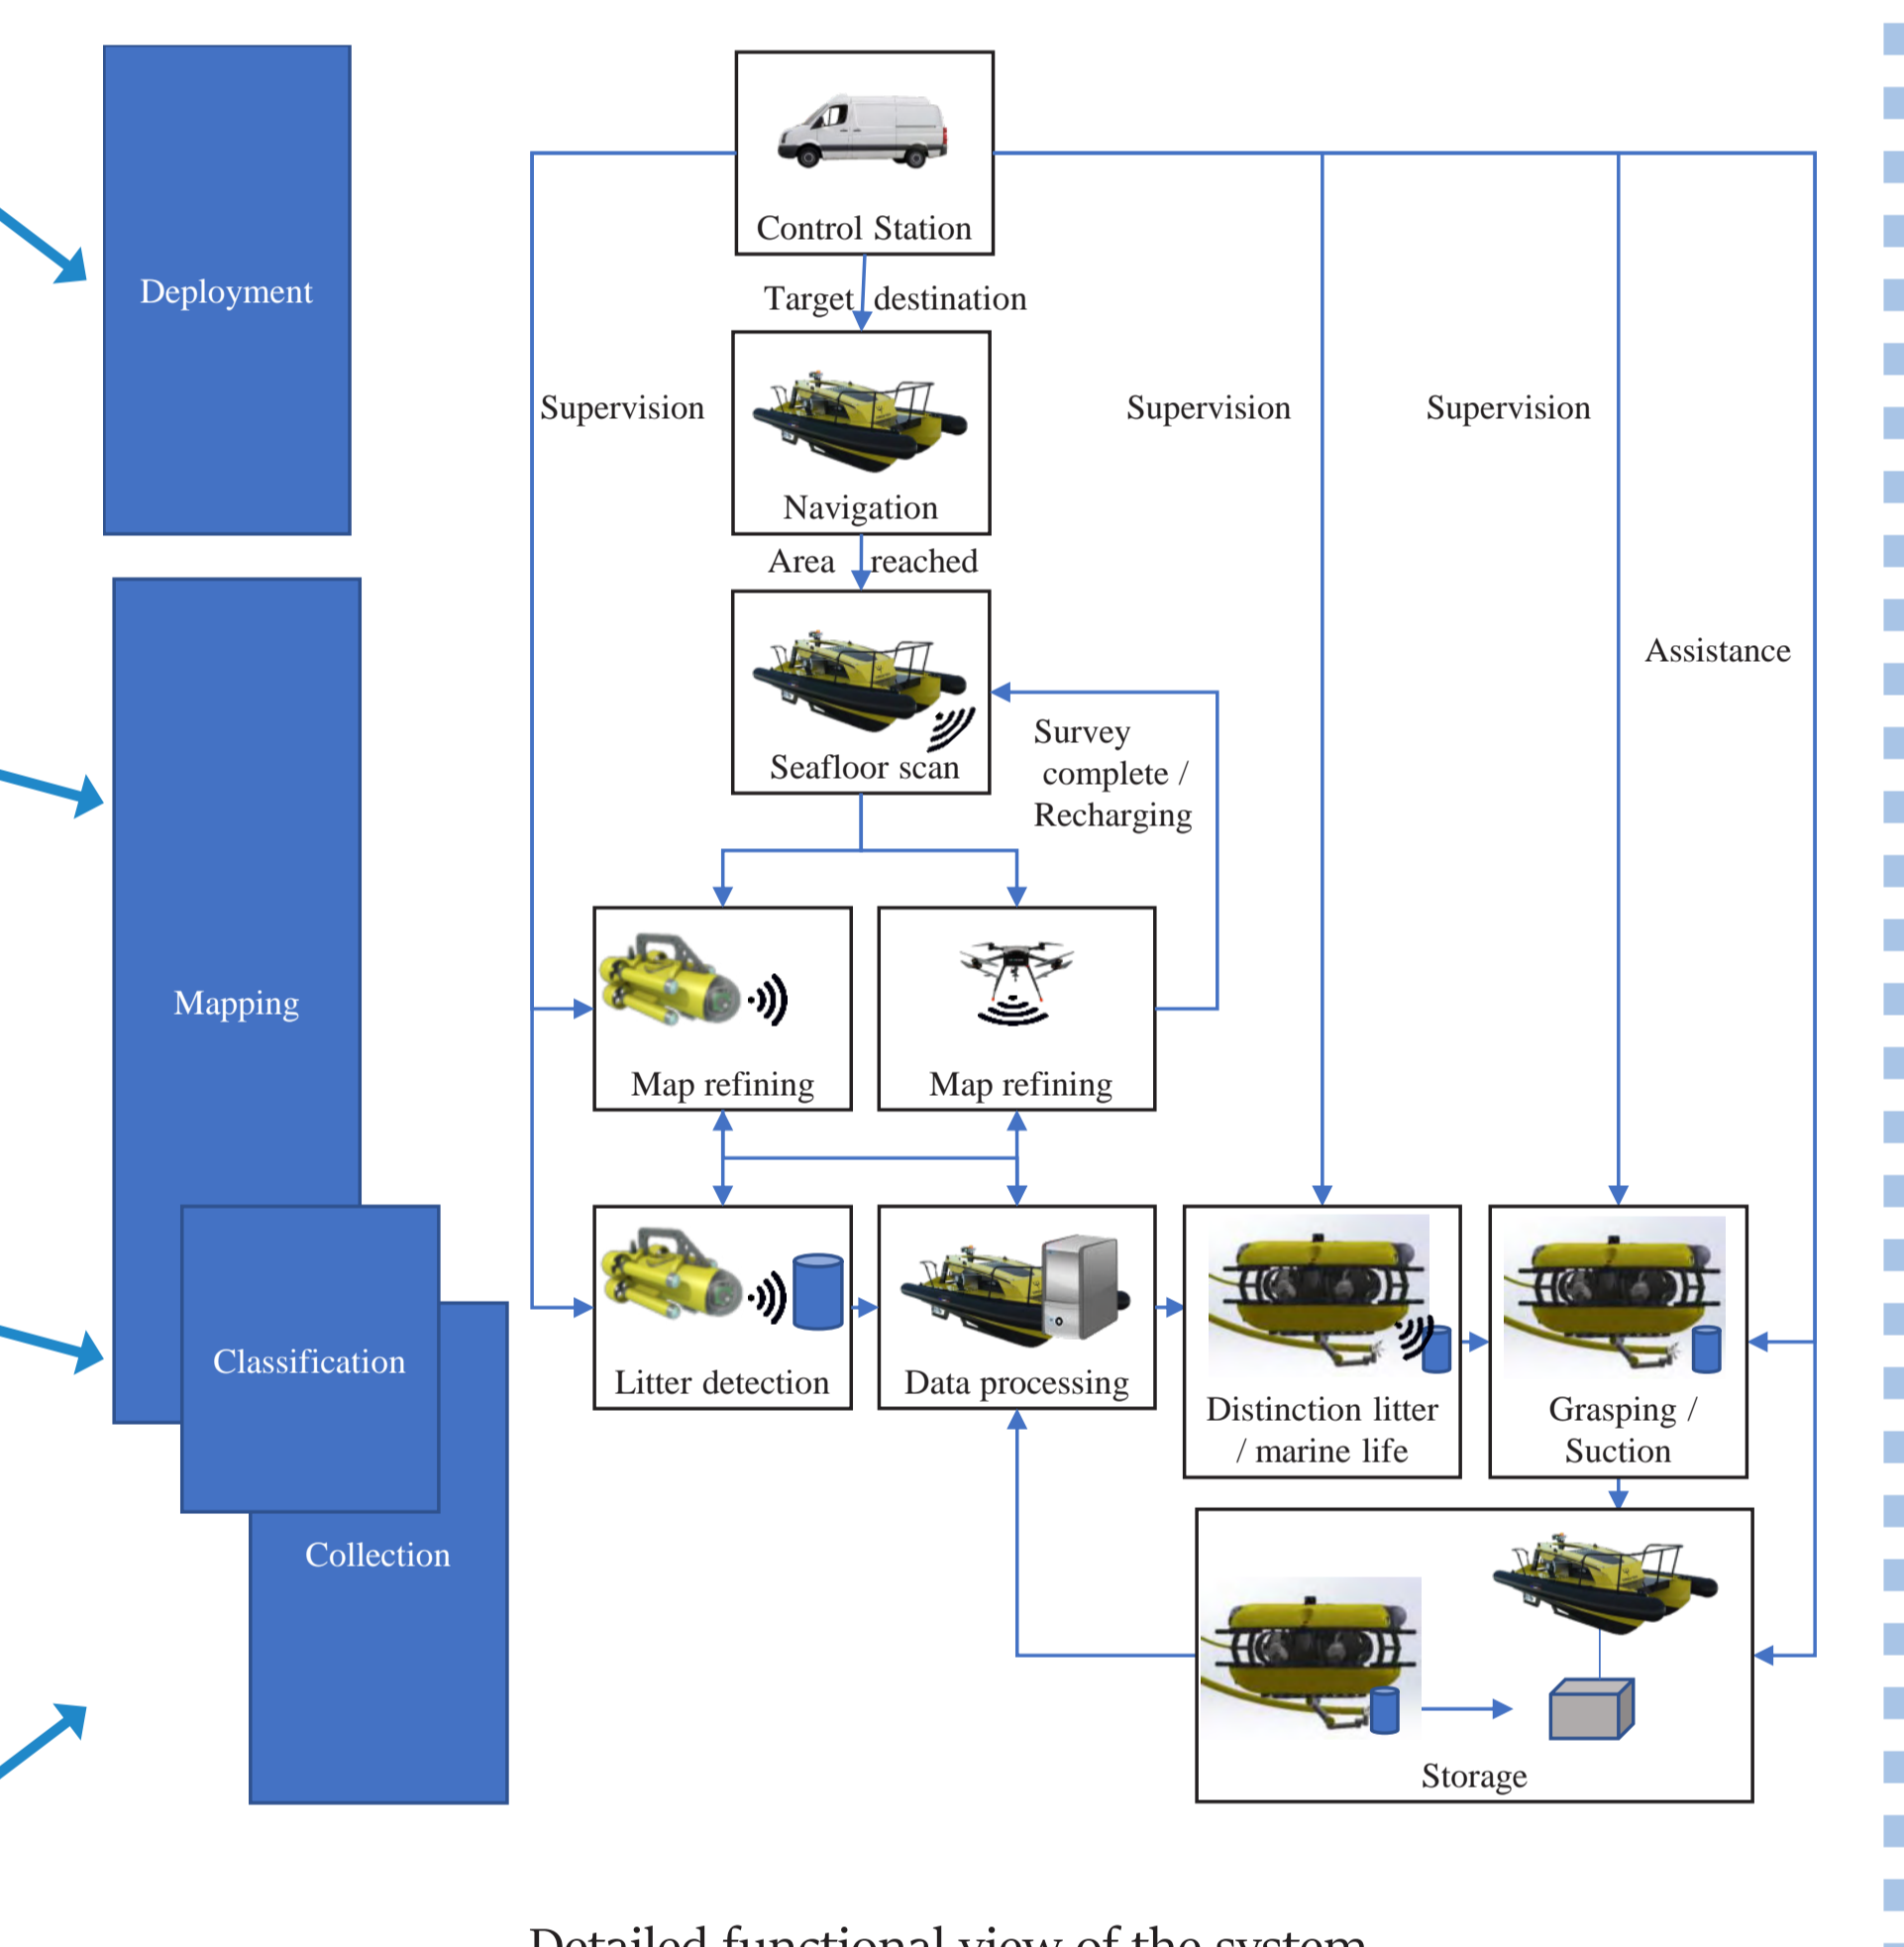 Deployment
Control Station
Target destination
Supervision
Supervision
Supervision
Navigation
Area reached
Assistance
Seafloor scan
Survey
complete /
Recharging
Mapping
Map refining
Map refining
Classification
Litter detection
Data processing
Distinction litter
/ marine life
Grasping /
Suction
Collection
Storage
Detailed functional view of the system